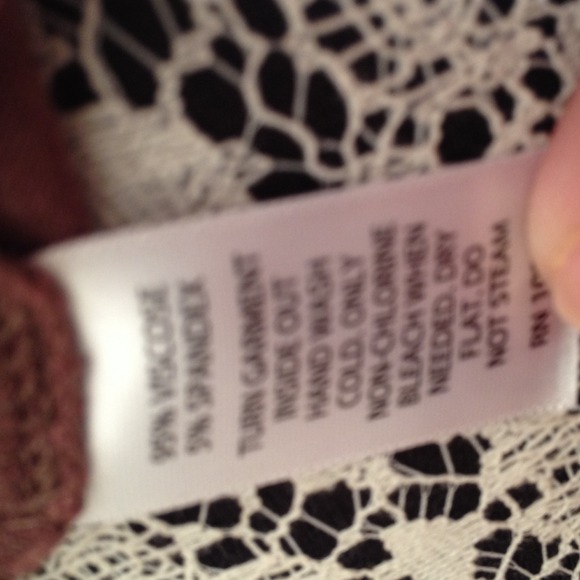 95% VISCOSE
5% SPANDEX
TURN GARMENT
INSIDE OUT
HAND WASH
COLD. ONLY
NON-CHLORINE
BLEACH WHEN
NEEDED. DRY
FLAT. DO
NOT STEAM
RN